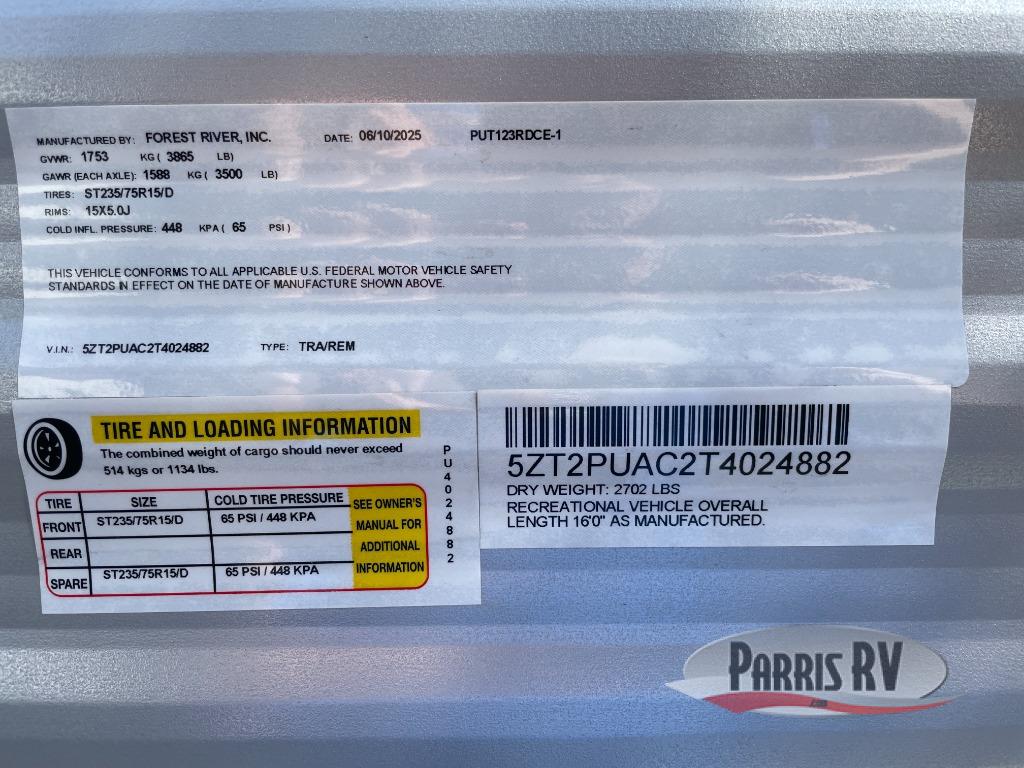 MANUFACTURED BY: FOREST RIVER, INC. DATE: 06/10/2025 PUT123RDCE-1
GVWR: 1753 KG ( 3865 LB)
GAWR (EACH AXLE): 1588 KG ( 3500 LB)
TIRES: ST235/75R15/D
RIMS: 15X5.0J
COLD INFL. PRESSURE: 448 KPA ( 65 PSI )
THIS VEHICLE CONFORMS TO ALL APPLICABLE U.S. FEDERAL MOTOR VEHICLE SAFETY
STANDARDS IN EFFECT ON THE DATE OF MANUFACTURE SHOWN ABOVE.
V.I.N.: 5ZT2PUAC2T4024882 TYPE: TRA/REM
TIRE AND LOADING INFORMATION
The combined weight of cargo should never exceed
514 kgs or 1134 lbs.
TIRE SIZE COLD TIRE PRESSURE
FRONT ST235/75R15/D 65 PSI / 448 KPA
REAR
SPARE ST235/75R15/D 65 PSI / 448 KPA
SEE OWNER'S
MANUAL FOR
ADDITIONAL
INFORMATION
PU4024882
5ZT2PUAC2T4024882
DRY WEIGHT: 2702 LBS
RECREATIONAL VEHICLE OVERALL
LENGTH 16'0" AS MANUFACTURED.
PARRIS RV
.com